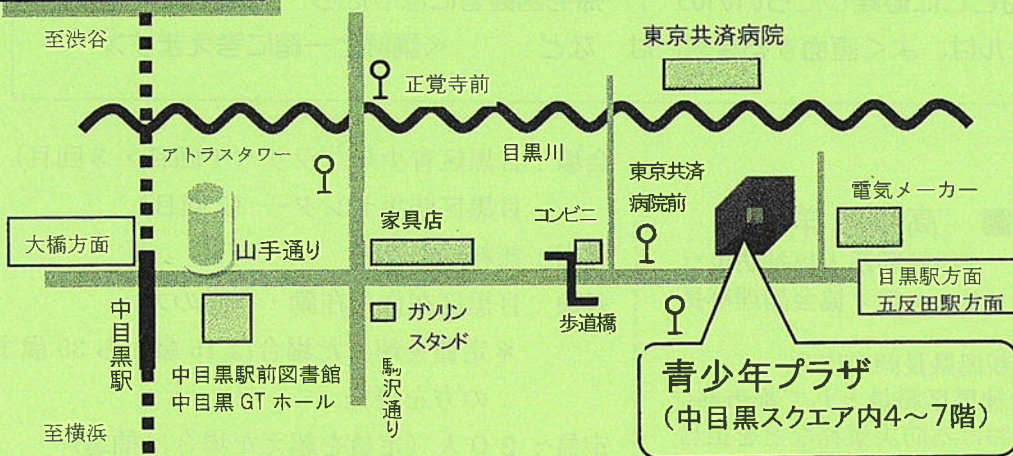 至渋谷
東京共済病院
正覚寺前
アトラスタワー
目黒川
東京共済
病院前
電気メーカー
大橋方面
山手通り
家具店
コンビニ
目黒駅方面
五反田駅方面
中目黒駅
ガソリン
スタンド
歩道橋
中目黒駅前図書館
中目黒 GT ホール
駒沢通り
青少年プラザ
(中目黒スクエア内4~7階)
至横浜